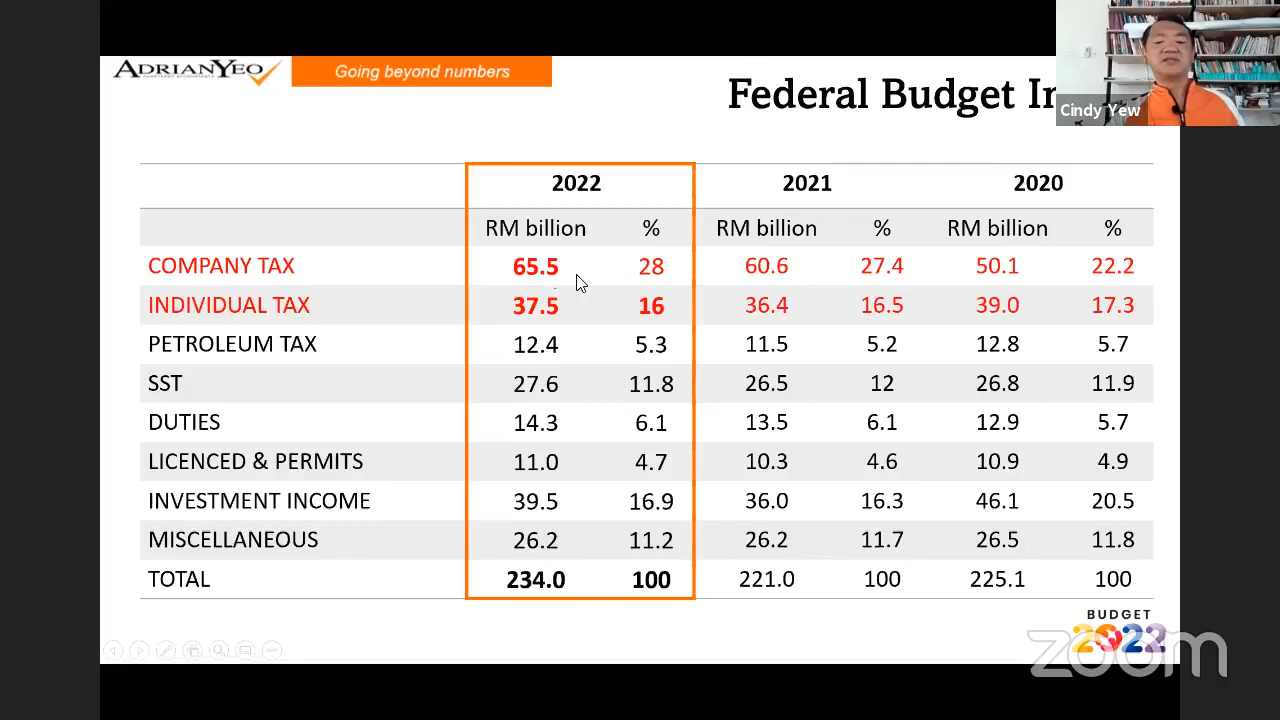 ADRIANYEO
Going beyond numbers
Federal Budget In
Cindy Yew
2022 2021 2020
RM billion % RM billion % RM billion %
COMPANY TAX 65.5 28 60.6 27.4 50.1 22.2
INDIVIDUAL TAX 37.5 16 36.4 16.5 39.0 17.3
PETROLEUM TAX 12.4 5.3 11.5 5.2 12.8 5.7
SST 27.6 11.8 26.5 12 26.8 11.9
DUTIES 14.3 6.1 13.5 6.1 12.9 5.7
LICENCED & PERMITS 11.0 4.7 10.3 4.6 10.9 4.9
INVESTMENT INCOME 39.5 16.9 36.0 16.3 46.1 20.5
MISCELLANEOUS 26.2 11.2 26.2 11.7 26.5 11.8
TOTAL 234.0 100 221.0 100 225.1 100
BUDGET
zoom